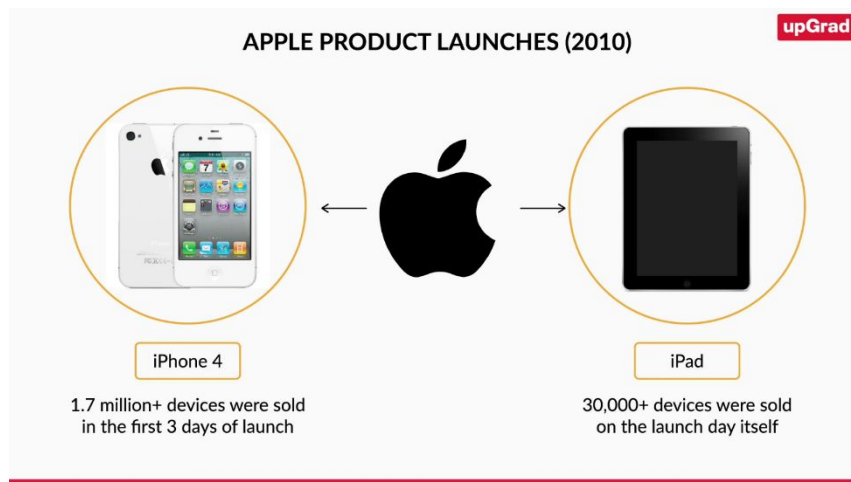 upGrad
APPLE PRODUCT LAUNCHES (2010)
iPhone 4
iPad
1.7 million+ devices were sold
in the first 3 days of launch
30,000+ devices were sold
on the launch day itself